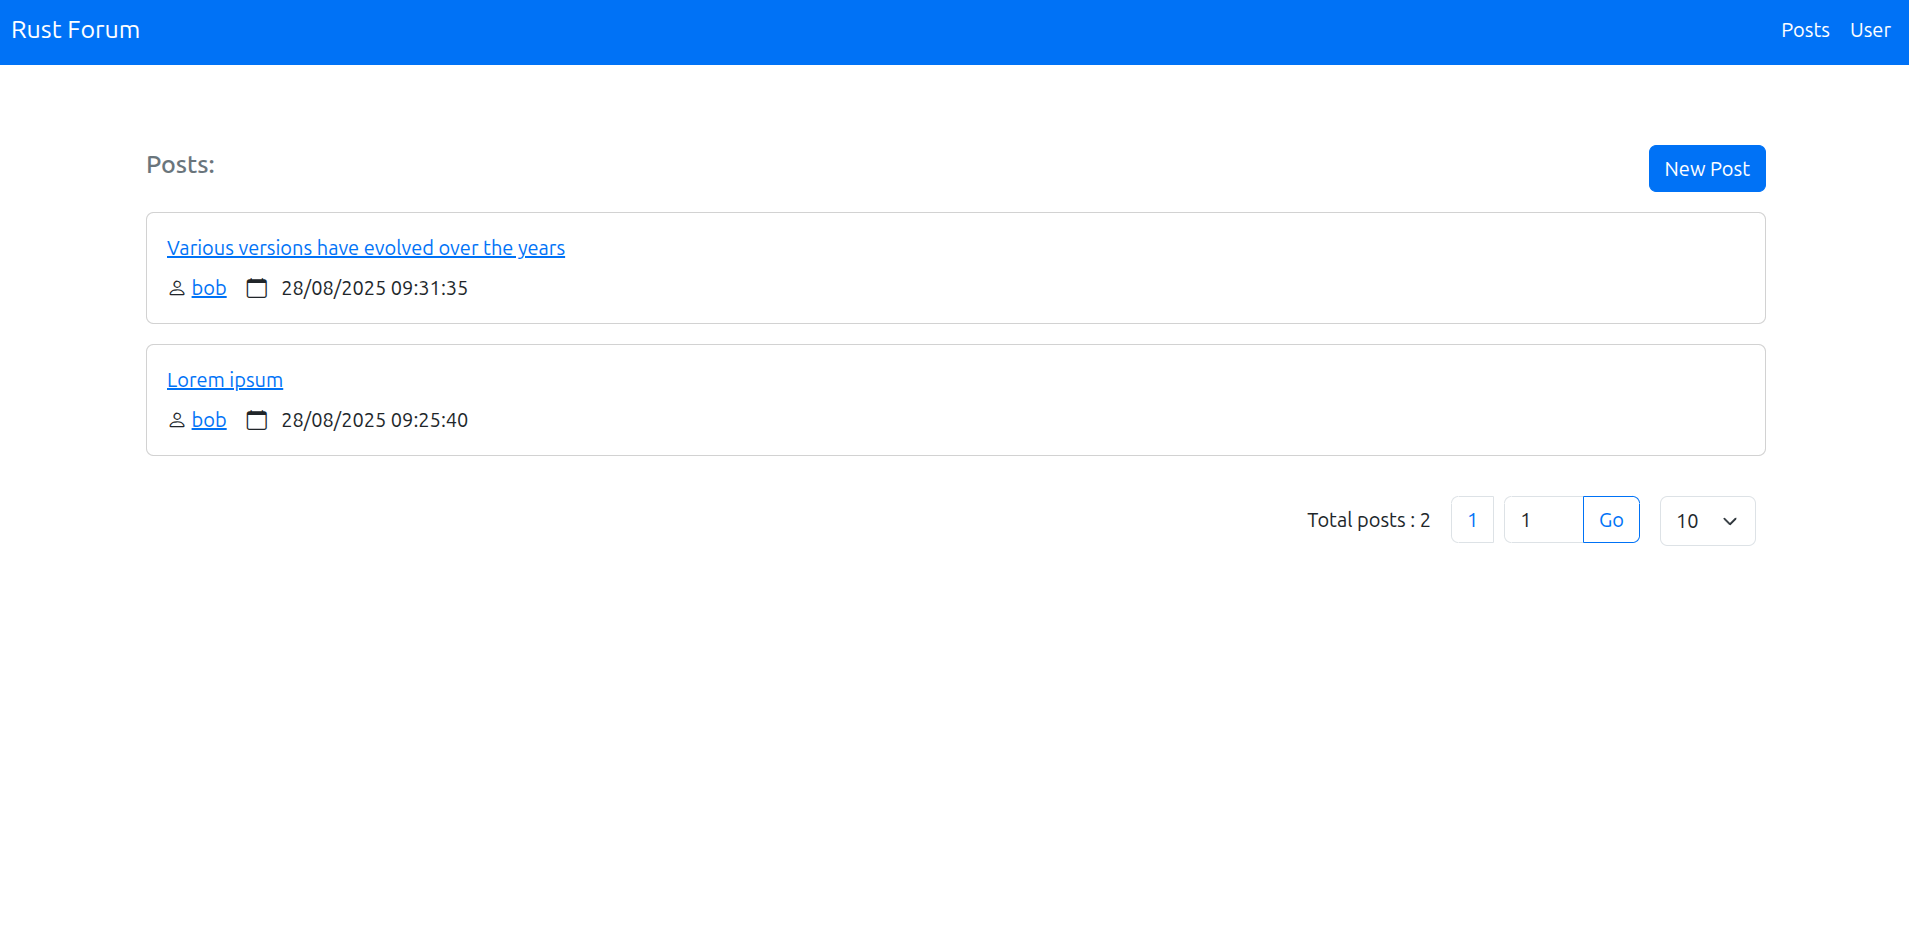 Rust Forum Posts User
Posts: New Post
Various versions have evolved over the years
bob 28/08/2025 09:31:35
Lorem ipsum
bob 28/08/2025 09:25:40
Total posts : 2 1 1 Go 10